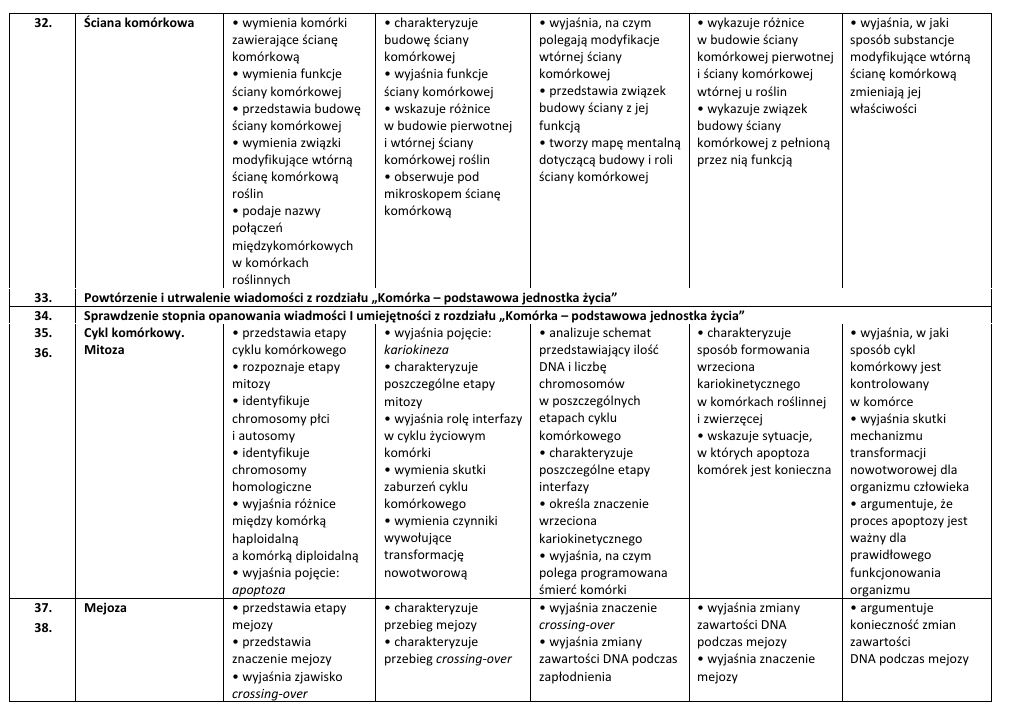 32.
Ściana komórkowa
• wymienia komórki
zawierające ścianę
komórkową
• wymienia funkcje
ściany komórkowej
• przedstawia budowę
ściany komórkowej
• wymienia związki
modyfikujące wtórną
ścianę komórkową
roślin
• podaje nazwy
połączeń
międzykomórkowych
w komórkach
roślinnych
• charakteryzuje
budowę ściany
komórkowej
• wyjaśnia funkcje
ściany komórkowej
• wskazuje różnice
w budowie pierwotnej
i wtórnej ściany
komórkowej roślin
• obserwuje pod
mikroskopem ścianę
komórkową
• wyjaśnia, na czym
polegają modyfikacje
wtórnej ściany
komórkowej
• przedstawia związek
budowy ściany z jej
funkcją
• tworzy mapę mentalną
dotyczącą budowy i roli
ściany komórkowej
• wykazuje różnice
w budowie ściany
komórkowej pierwotnej
i ściany komórkowej
wtórnej u roślin
• wykazuje związek
budowy ściany
komórkowej z pełnioną
przez nią funkcją
• wyjaśnia, w jaki
sposób substancje
modyfikujące wtórną
ścianę komórkową
zmieniają jej
właściwości
33.
Powtórzenie i utrwalenie wiadomości z rozdziału „Komórka – podstawowa jednostka życia”
34.
Sprawdzenie stopnia opanowania wiadmości I umiejętności z rozdziału „Komórka – podstawowa jednostka życia”
35.
36.
Cykl komórkowy.
Mitoza
• przedstawia etapy
cyklu komórkowego
• rozpoznaje etapy
mitozy
• identyfikuje
chromosomy płci
i autosomy
• identyfikuje
chromosomy
homologiczne
• wyjaśnia różnice
między komórką
haploidalną
a komórką diploidalną
• wyjaśnia pojęcie:
apoptoza
• wyjaśnia pojęcie:
kariokineza
• charakteryzuje
poszczególne etapy
mitozy
• wyjaśnia rolę interfazy
w cyklu życiowym
komórki
• wymienia skutki
zaburzeń cyklu
komórkowego
• wymienia czynniki
wywołujące
transformację
nowotworową
• analizuje schemat
przedstawiający ilość
DNA i liczbę
chromosomów
w poszczególnych
etapach cyklu
komórkowego
• charakteryzuje
poszczególne etapy
interfazy
• określa znaczenie
wrzeciona
kariokinetycznego
• wyjaśnia, na czym
polega programowana
śmierć komórki
• charakteryzuje
sposób formowania
wrzeciona
kariokinetycznego
w komórkach roślinnej
i zwierzęcej
• wskazuje sytuacje,
w których apoptoza
komórek jest konieczna
• wyjaśnia, w jaki
sposób cykl
komórkowy jest
kontrolowany
w komórce
• wyjaśnia skutki
mechanizmu
transformacji
nowotworowej dla
organizmu człowieka
• argumentuje, że
proces apoptozy jest
ważny dla
prawidłowego
funkcjonowania
organizmu
37.
38.
Mejoza
• przedstawia etapy
mejozy
• przedstawia
znaczenie mejozy
• wyjaśnia zjawisko
crossing-over
• charakteryzuje
przebieg mejozy
• charakteryzuje
przebieg crossing-over
• wyjaśnia znaczenie
crossing-over
• wyjaśnia zmiany
zawartości DNA podczas
zapłodnienia
• wyjaśnia zmiany
zawartości DNA
podczas mejozy
• wyjaśnia znaczenie
mejozy
• argumentuje
konieczność zmian
zawartości
DNA podczas mejozy